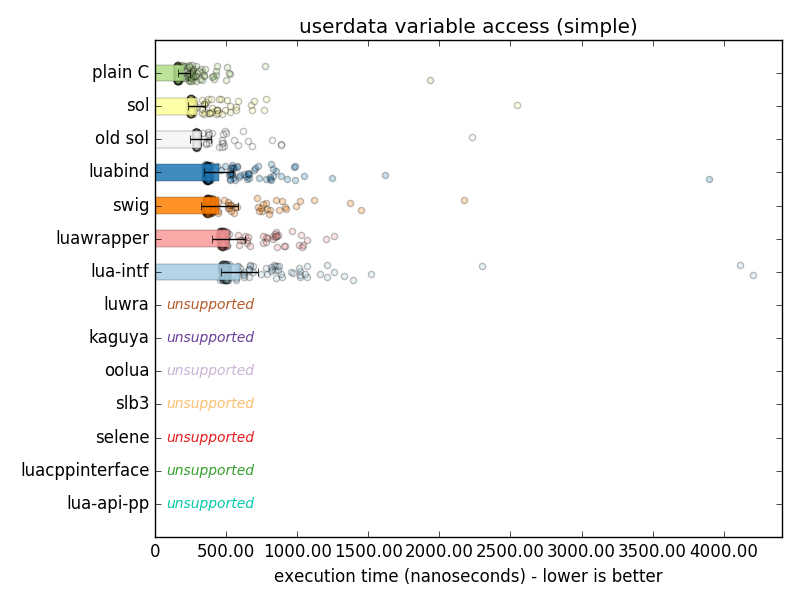 userdata variable access (simple)
plain C
sol
old sol
luabind
swig
luawrapper
lua-intf
luwra unsupported
kaguya unsupported
oolua unsupported
slb3 unsupported
selene unsupported
luacppinterface unsupported
lua-api-pp unsupported
0 500.00 1000.00 1500.00 2000.00 2500.00 3000.00 3500.00 4000.00
execution time (nanoseconds) - lower is better